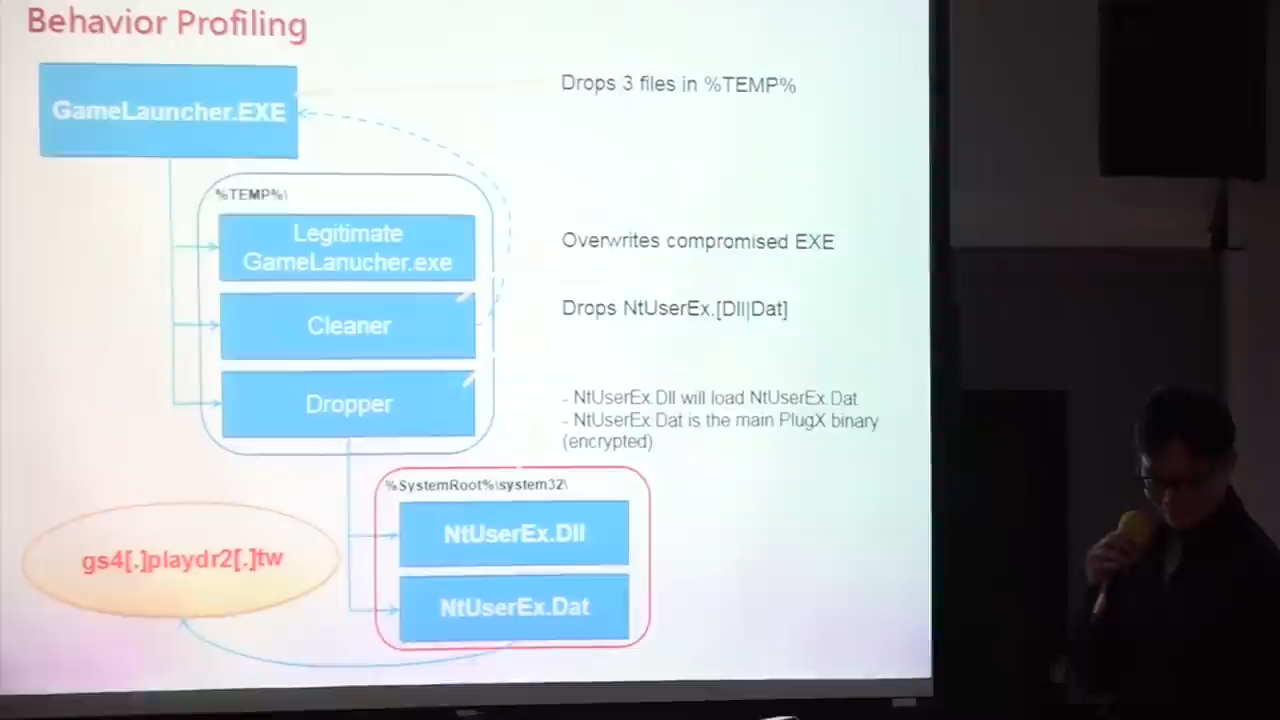 Behavior Profiling
GameLauncher.EXE
Drops 3 files in %TEMP%
%TEMP%\
Legitimate
GameLanucher.exe
Overwrites compromised EXE
Cleaner
Drops NtUserEx.[Dll|Dat]
Dropper
- NtUserEx.Dll will load NtUserEx.Dat
- NtUserEx.Dat is the main PlugX binary
(encrypted)
%SystemRoot%\system32\
NtUserEx.Dll
gs4[.]playdr2[.]tw
NtUserEx.Dat